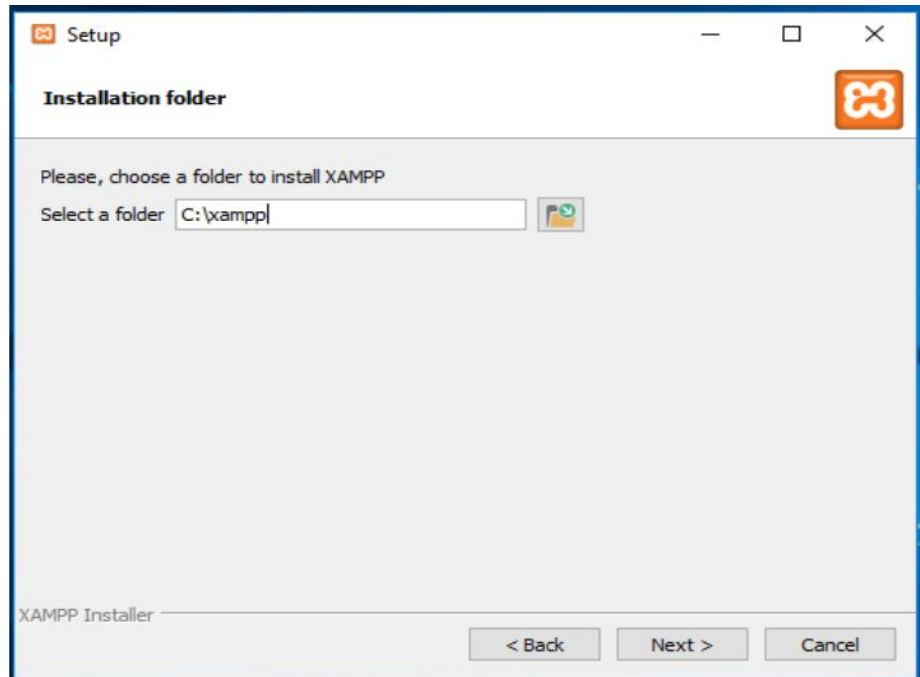 Setup
Installation folder
Please, choose a folder to install XAMPP
Select a folder C:\xampp
XAMPP Installer
< Back Next > Cancel